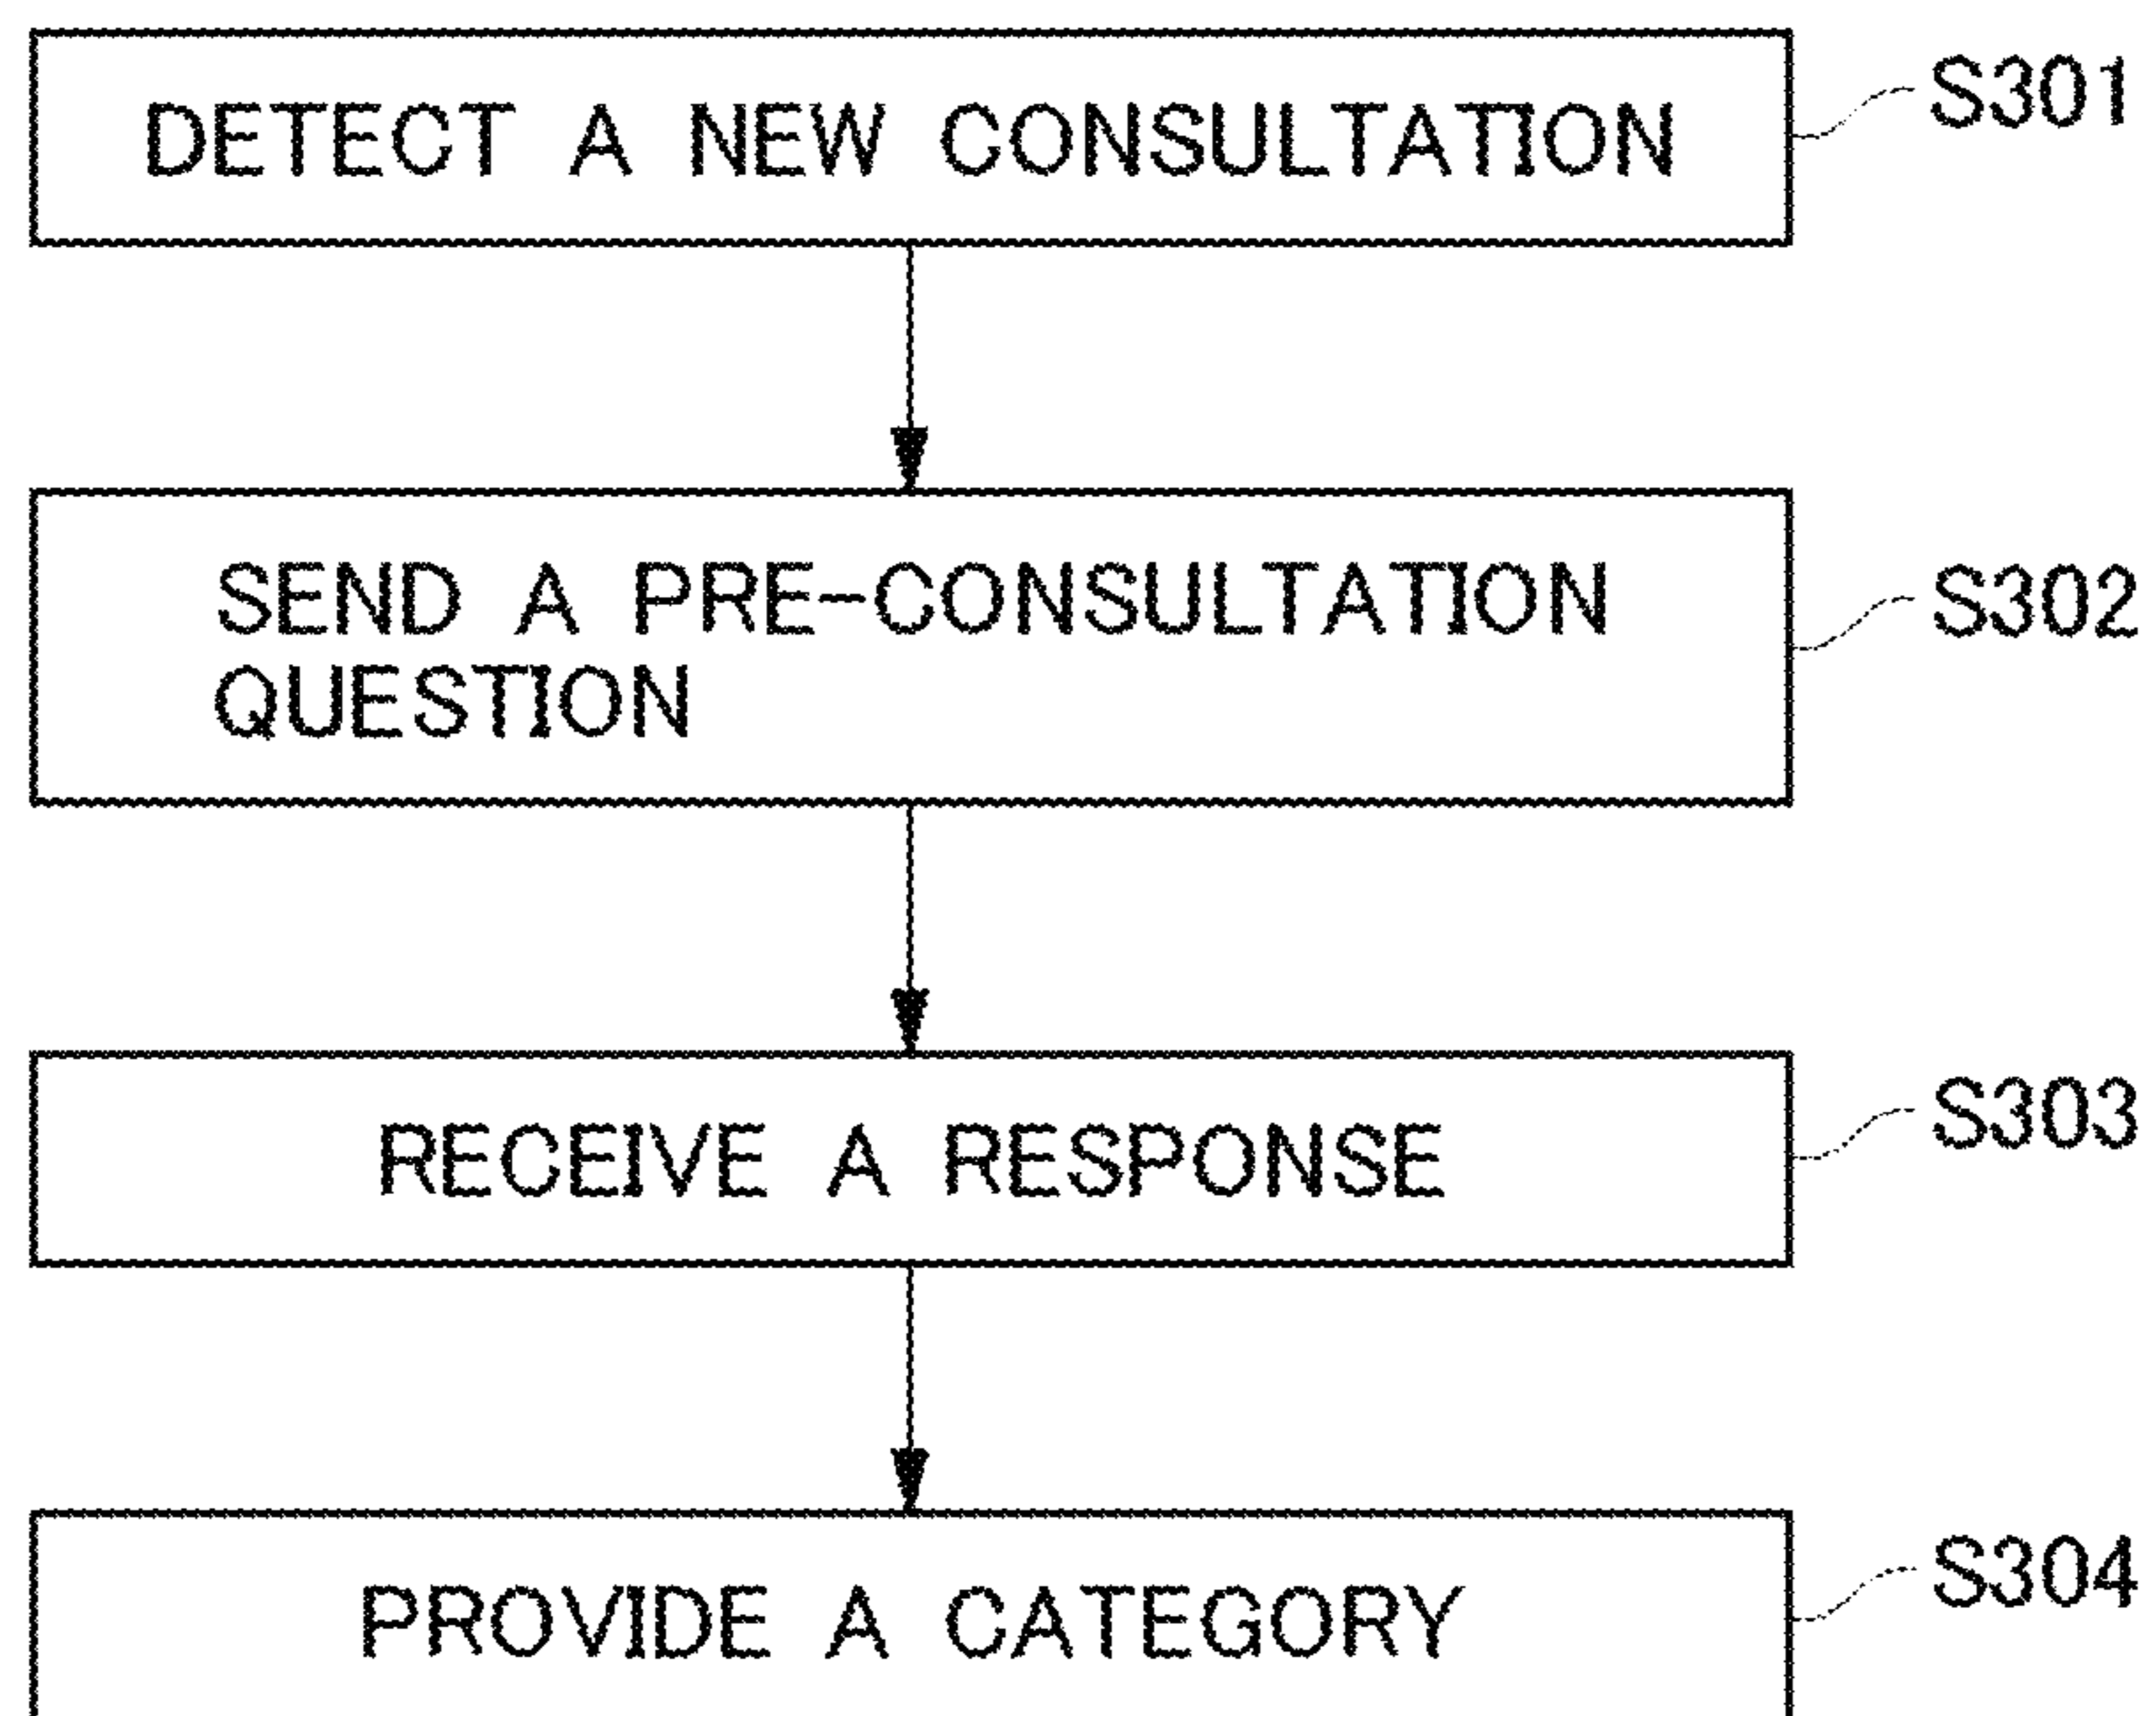 DETECT A NEW CONSULTATION
S301
SEND A PRE-CONSULTATION
QUESTION
S302
RECEIVE A RESPONSE
S303
PROVIDE A CATEGORY
S304